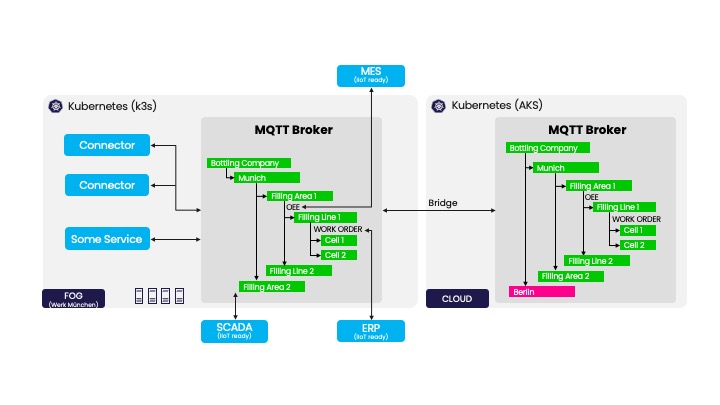 MES
(IIoT ready)
Kubernetes (k3s)
Connector
Connector
Some Service
FOG
(Werk München)
MQTT Broker
Bottling Company
Munich
Filling Area 1
OEE
Filling Line 1
WORK ORDER
Cell 1
Cell 2
Filling Line 2
Filling Area 2
SCADA
(IIoT ready)
ERP
(IIoT ready)
Bridge
Kubernetes (AKS)
MQTT Broker
Bottling Company
Munich
Filling Area 1
OEE
Filling Line 1
WORK ORDER
Cell 1
Cell 2
Filling Line 2
Filling Area 2
Berlin
CLOUD